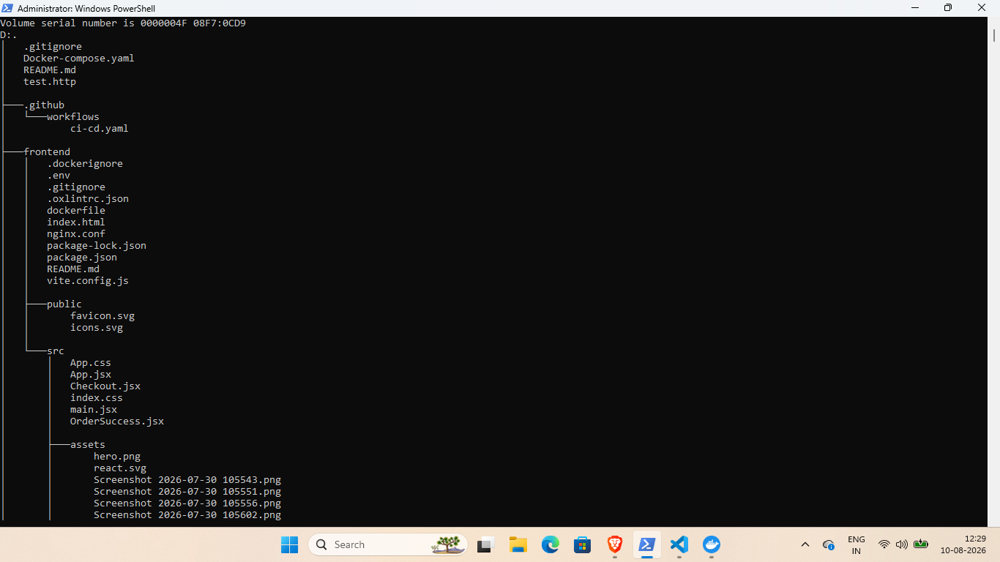 Administrator: Windows PowerShell
Volume serial number is 0000004F 08F7:0CD9
D:.
.gitignore
Docker-compose.yaml
README.md
test.http
.github
workflows
ci-cd.yaml
frontend
.dockerignore
.env
.gitignore
.oxlintrc.json
dockerfile
index.html
nginx.conf
package-lock.json
package.json
README.md
vite.config.js
public
favicon.svg
icons.svg
src
App.css
App.jsx
Checkout.jsx
index.css
main.jsx
OrderSuccess.jsx
assets
hero.png
react.svg
Screenshot 2026-07-30 105543.png
Screenshot 2026-07-30 105551.png
Screenshot 2026-07-30 105556.png
Screenshot 2026-07-30 105602.png
Search
ENG
IN
12:29
10-08-2026